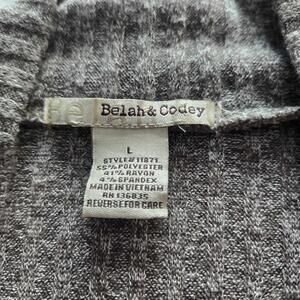 Belah & Codey
L
STYLE# 11871
55% POLYESTER
41% RAYON
4% SPANDEX
MADE IN VIETNAM
RN 136835
REVERSE FOR CARE